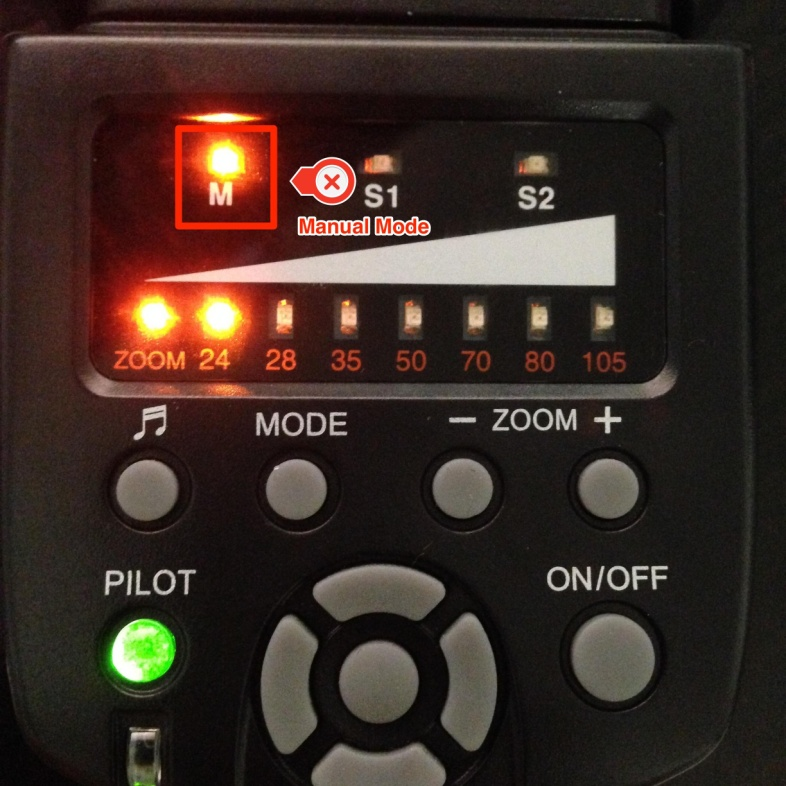 M S1 S2
Manual Mode
ZOOM 24 28 35 50 70 80 105
♫ MODE − ZOOM +
PILOT ON/OFF